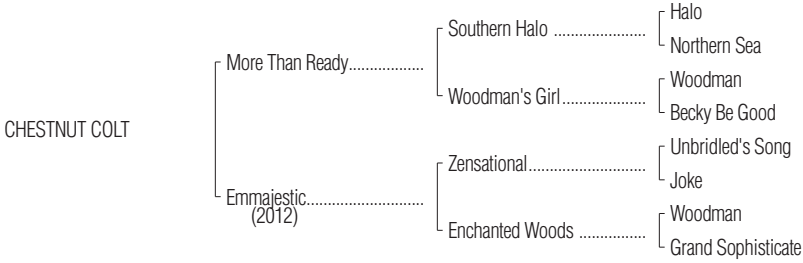 Halo
Southern Halo ......................
Northern Sea
More Than Ready..................
Woodman
Woodman's Girl....................
Becky Be Good
CHESTNUT COLT
Unbridled's Song
Zensational............................
Joke
Emmajestic............................
(2012)
Woodman
Enchanted Woods ................
Grand Sophisticate